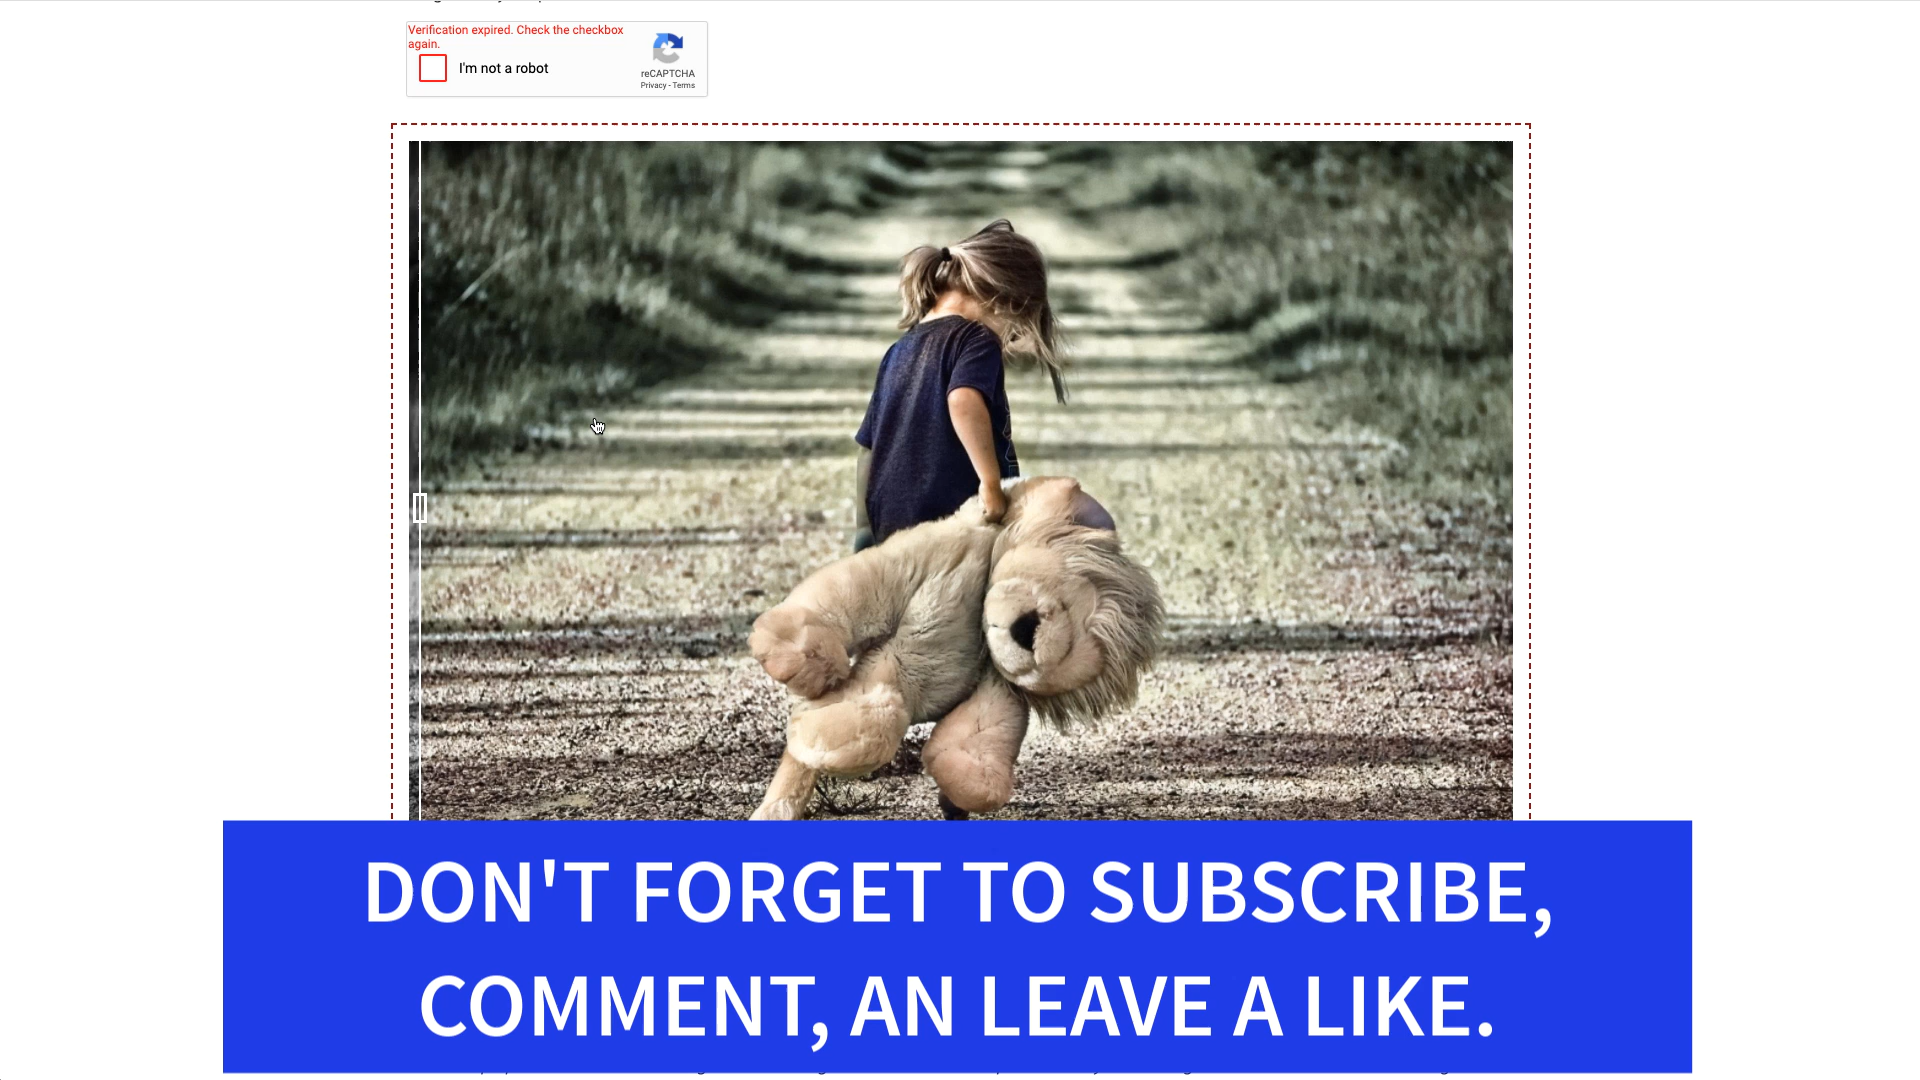 Verification expired. Check the checkbox
again.
I'm not a robot
reCAPTCHA
Privacy - Terms
DON'T FORGET TO SUBSCRIBE,
COMMENT, AN LEAVE A LIKE.